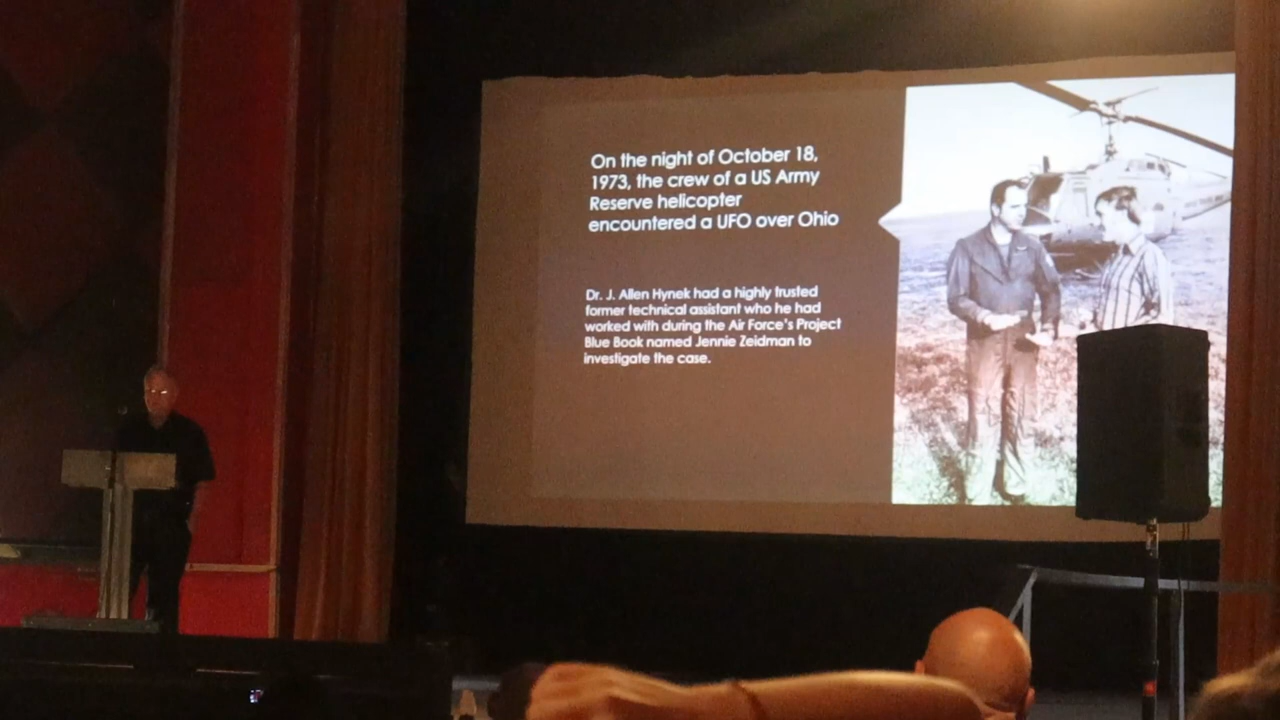 On the night of October 18,
1973, the crew of a US Army
Reserve helicopter
encountered a UFO over Ohio
Dr. J. Allen Hynek had a highly trusted
former technical assistant who he had
worked with during the Air Force's Project
Blue Book named Jennie Zeidman to
investigate the case.